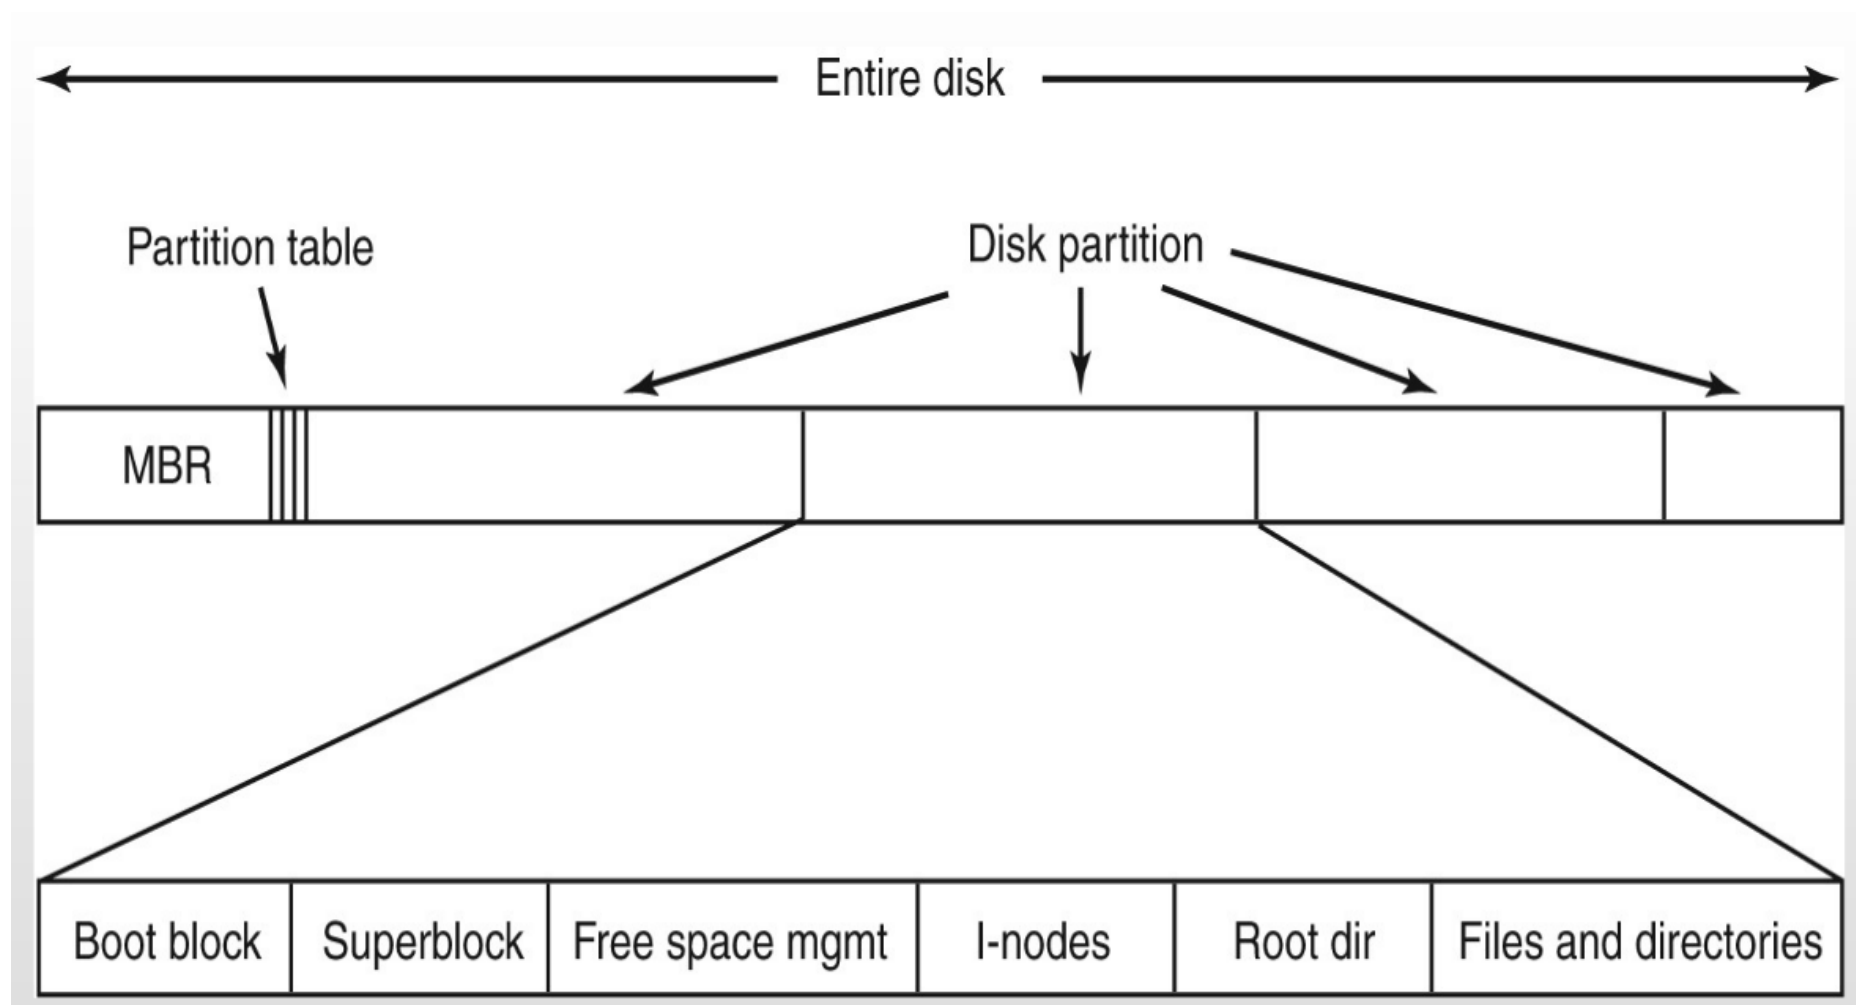 Entire disk
Partition table
Disk partition
MBR
Boot block
Superblock
Free space mgmt
I-nodes
Root dir
Files and directories